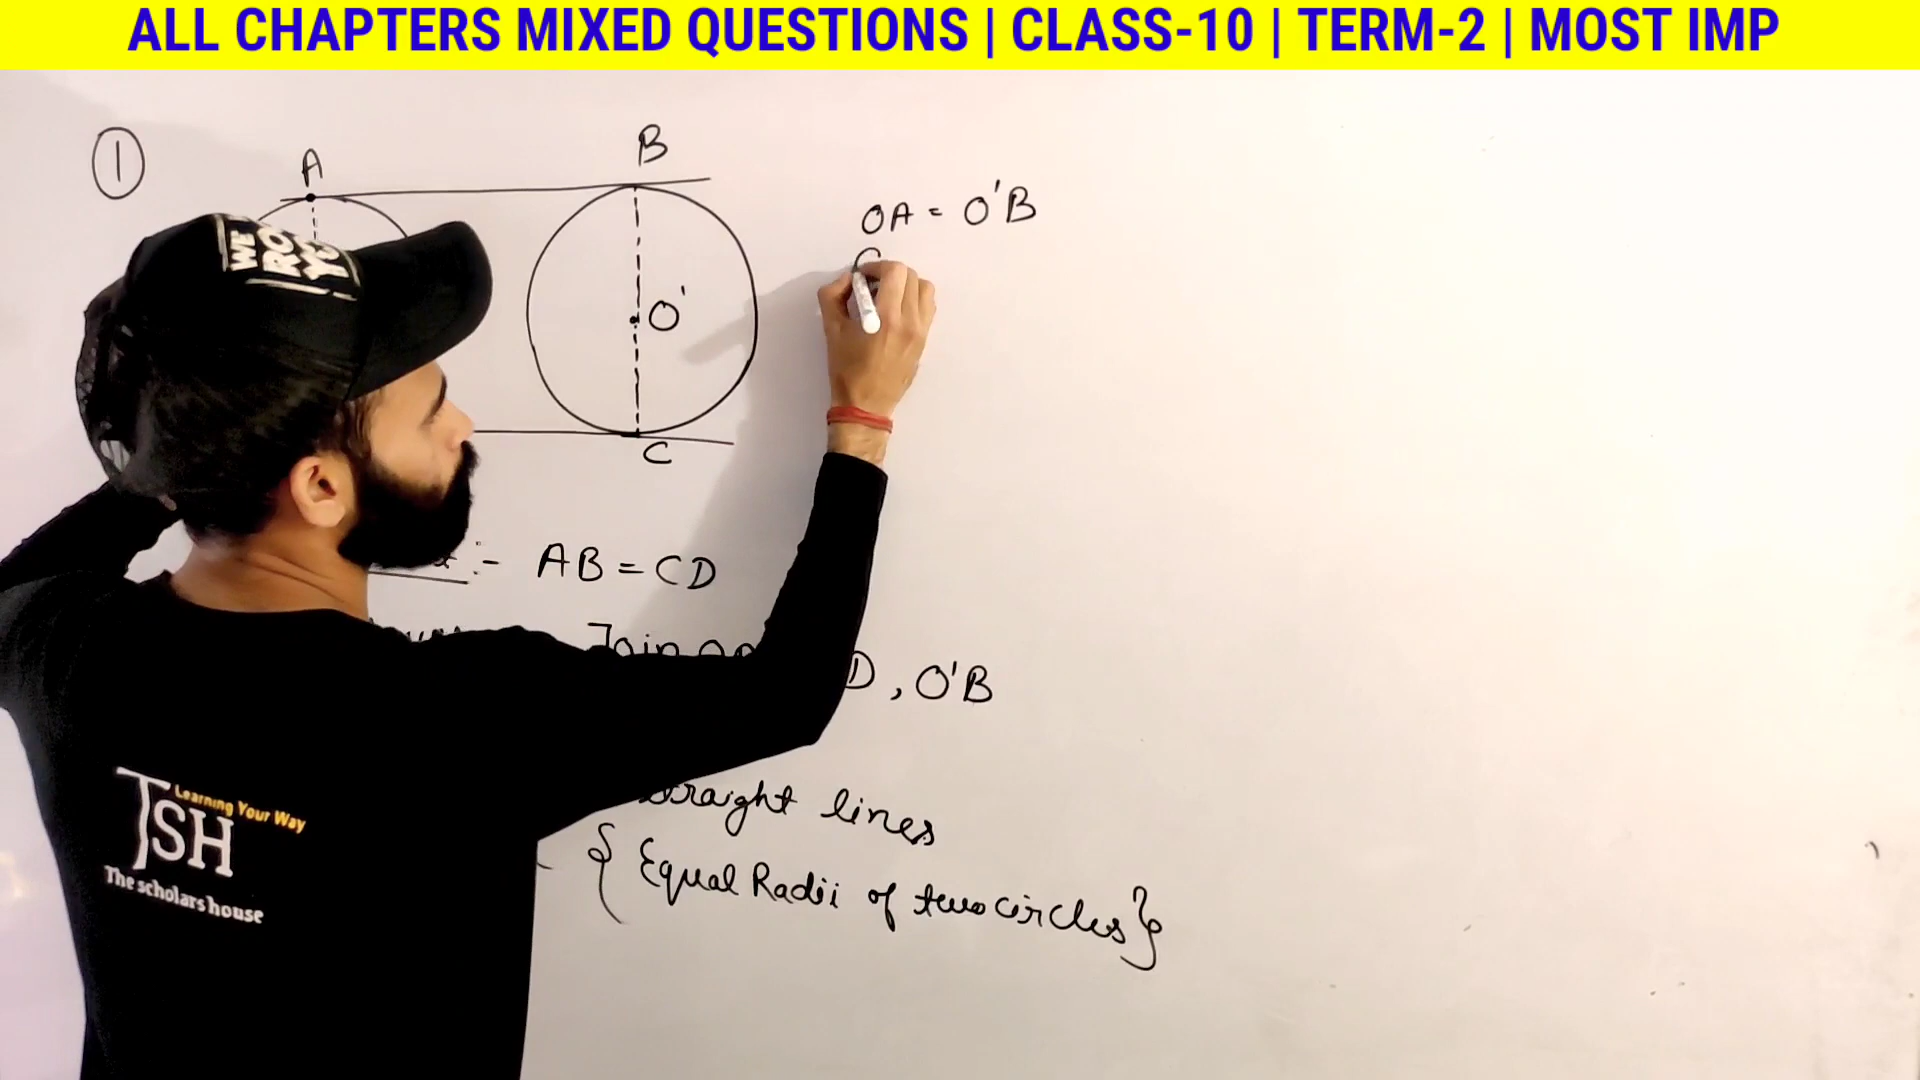 ALL CHAPTERS MIXED QUESTIONS | CLASS-10 | TERM-2 | MOST IMP
1
A
B
OA = O'B
O'
C
:- AB = CD
Join
D, O'B
straight lines
{ Equal Radii of two circles }
WE
Learning Your Way
TSH
The scholars house